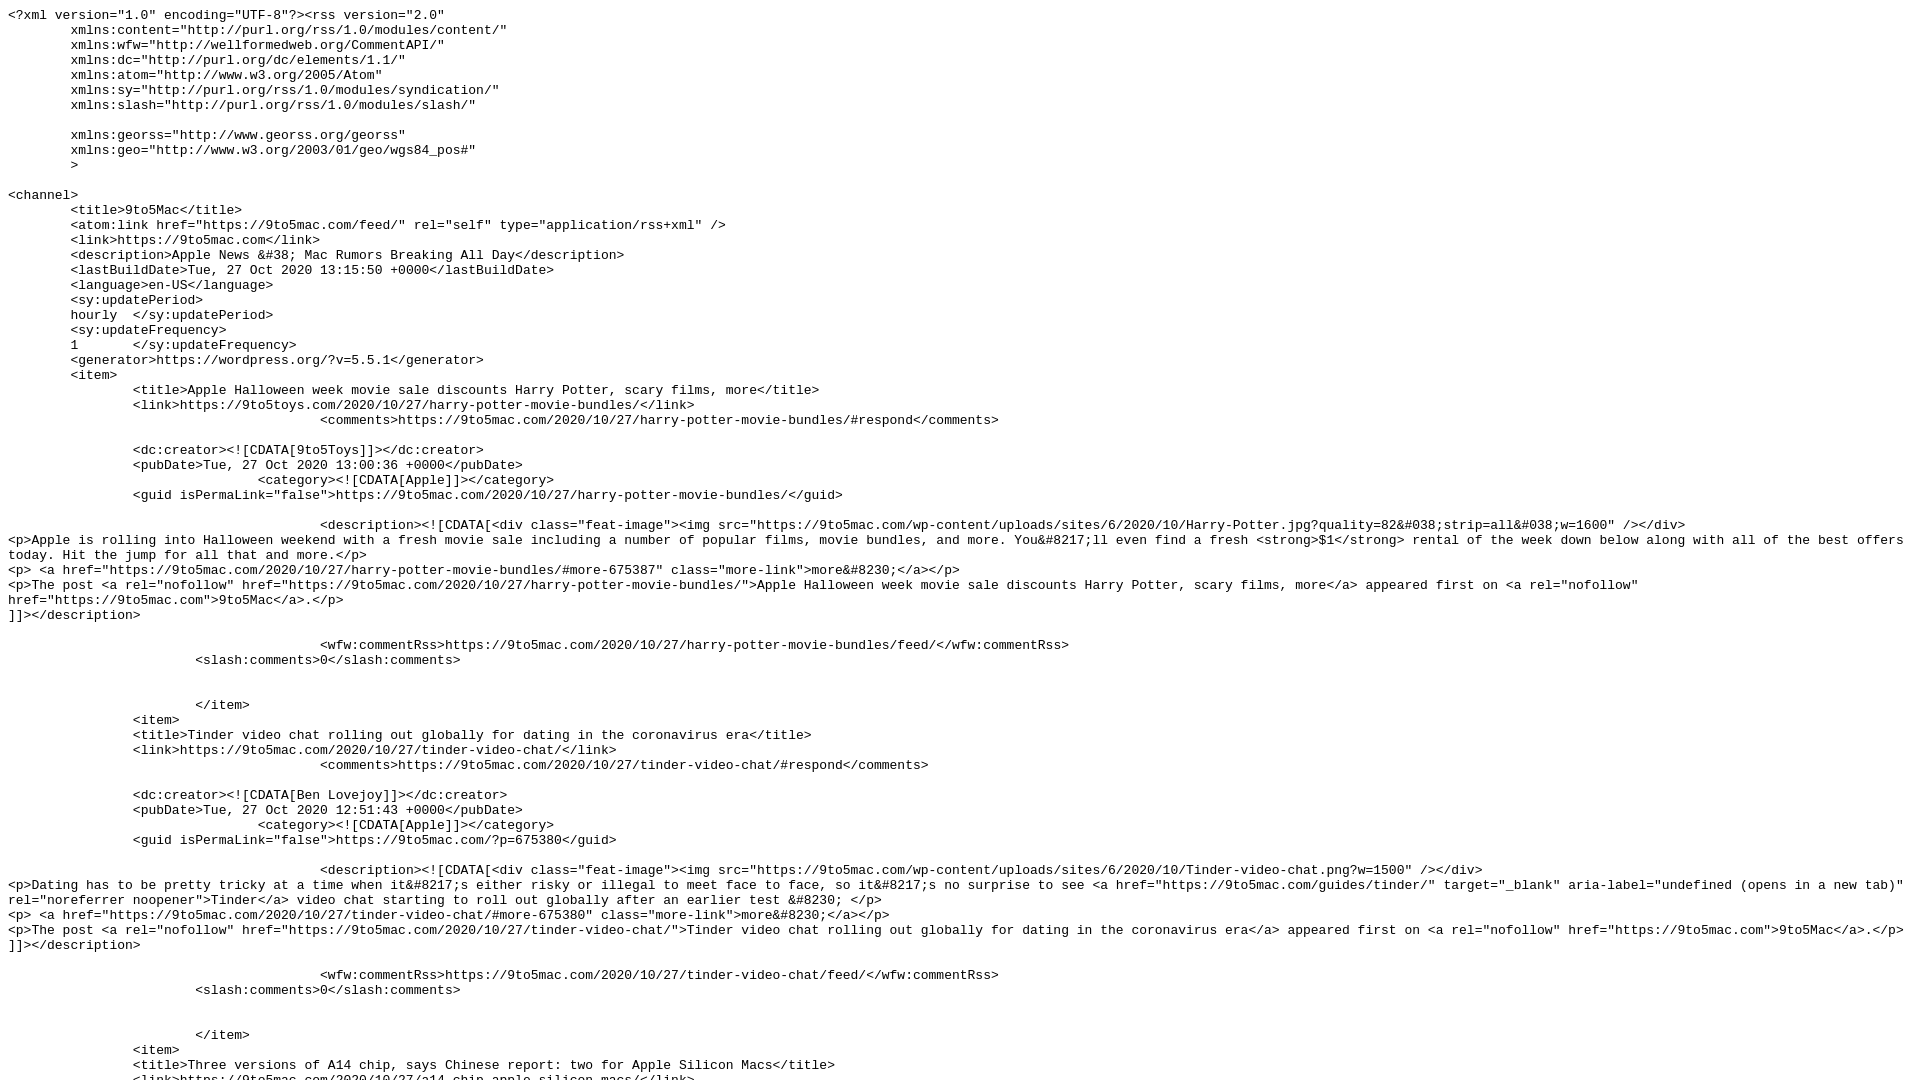 <?xml version="1.0" encoding="UTF-8"?><rss version="2.0"
	xmlns:content="http://purl.org/rss/1.0/modules/content/"
	xmlns:wfw="http://wellformedweb.org/CommentAPI/"
	xmlns:dc="http://purl.org/dc/elements/1.1/"
	xmlns:atom="http://www.w3.org/2005/Atom"
	xmlns:sy="http://purl.org/rss/1.0/modules/syndication/"
	xmlns:slash="http://purl.org/rss/1.0/modules/slash/"

	xmlns:georss="http://www.georss.org/georss"
	xmlns:geo="http://www.w3.org/2003/01/geo/wgs84_pos#"
	>

<channel>
	<title>9to5Mac</title>
	<atom:link href="https://9to5mac.com/feed/" rel="self" type="application/rss+xml" />
	<link>https://9to5mac.com</link>
	<description>Apple News &#38; Mac Rumors Breaking All Day</description>
	<lastBuildDate>Tue, 27 Oct 2020 13:15:50 +0000</lastBuildDate>
	<language>en-US</language>
	<sy:updatePeriod>
	hourly	</sy:updatePeriod>
	<sy:updateFrequency>
	1	</sy:updateFrequency>
	<generator>https://wordpress.org/?v=5.5.1</generator>
	<item>
		<title>Apple Halloween week movie sale discounts Harry Potter, scary films, more</title>
		<link>https://9to5toys.com/2020/10/27/harry-potter-movie-bundles/</link>
					<comments>https://9to5mac.com/2020/10/27/harry-potter-movie-bundles/#respond</comments>

		<dc:creator><![CDATA[9to5Toys]]></dc:creator>
		<pubDate>Tue, 27 Oct 2020 13:00:36 +0000</pubDate>
				<category><![CDATA[Apple]]></category>
		<guid isPermaLink="false">https://9to5mac.com/2020/10/27/harry-potter-movie-bundles/</guid>

					<description><![CDATA[<div class="feat-image"><img src="https://9to5mac.com/wp-content/uploads/sites/6/2020/10/Harry-Potter.jpg?quality=82&#038;strip=all&#038;w=1600" /></div>
<p>Apple is rolling into Halloween weekend with a fresh movie sale including a number of popular films, movie bundles, and more. You&#8217;ll even find a fresh <strong>$1</strong> rental of the week down below along with all of the best offers
today. Hit the jump for all that and more.</p>
<p> <a href="https://9to5mac.com/2020/10/27/harry-potter-movie-bundles/#more-675387" class="more-link">more&#8230;</a></p>
<p>The post <a rel="nofollow" href="https://9to5mac.com/2020/10/27/harry-potter-movie-bundles/">Apple Halloween week movie sale discounts Harry Potter, scary films, more</a> appeared first on <a rel="nofollow"
href="https://9to5mac.com">9to5Mac</a>.</p>
]]></description>

					<wfw:commentRss>https://9to5mac.com/2020/10/27/harry-potter-movie-bundles/feed/</wfw:commentRss>
			<slash:comments>0</slash:comments>


			</item>
		<item>
		<title>Tinder video chat rolling out globally for dating in the coronavirus era</title>
		<link>https://9to5mac.com/2020/10/27/tinder-video-chat/</link>
					<comments>https://9to5mac.com/2020/10/27/tinder-video-chat/#respond</comments>

		<dc:creator><![CDATA[Ben Lovejoy]]></dc:creator>
		<pubDate>Tue, 27 Oct 2020 12:51:43 +0000</pubDate>
				<category><![CDATA[Apple]]></category>
		<guid isPermaLink="false">https://9to5mac.com/?p=675380</guid>

					<description><![CDATA[<div class="feat-image"><img src="https://9to5mac.com/wp-content/uploads/sites/6/2020/10/Tinder-video-chat.png?w=1500" /></div>
<p>Dating has to be pretty tricky at a time when it&#8217;s either risky or illegal to meet face to face, so it&#8217;s no surprise to see <a href="https://9to5mac.com/guides/tinder/" target="_blank" aria-label="undefined (opens in a new tab)"
rel="noreferrer noopener">Tinder</a> video chat starting to roll out globally after an earlier test &#8230; </p>
<p> <a href="https://9to5mac.com/2020/10/27/tinder-video-chat/#more-675380" class="more-link">more&#8230;</a></p>
<p>The post <a rel="nofollow" href="https://9to5mac.com/2020/10/27/tinder-video-chat/">Tinder video chat rolling out globally for dating in the coronavirus era</a> appeared first on <a rel="nofollow" href="https://9to5mac.com">9to5Mac</a>.</p>
]]></description>

					<wfw:commentRss>https://9to5mac.com/2020/10/27/tinder-video-chat/feed/</wfw:commentRss>
			<slash:comments>0</slash:comments>


			</item>
		<item>
		<title>Three versions of A14 chip, says Chinese report: two for Apple Silicon Macs</title>
		<link>https://9to5mac.com/2020/10/27/a14-chip-apple-silicon-macs/</link>